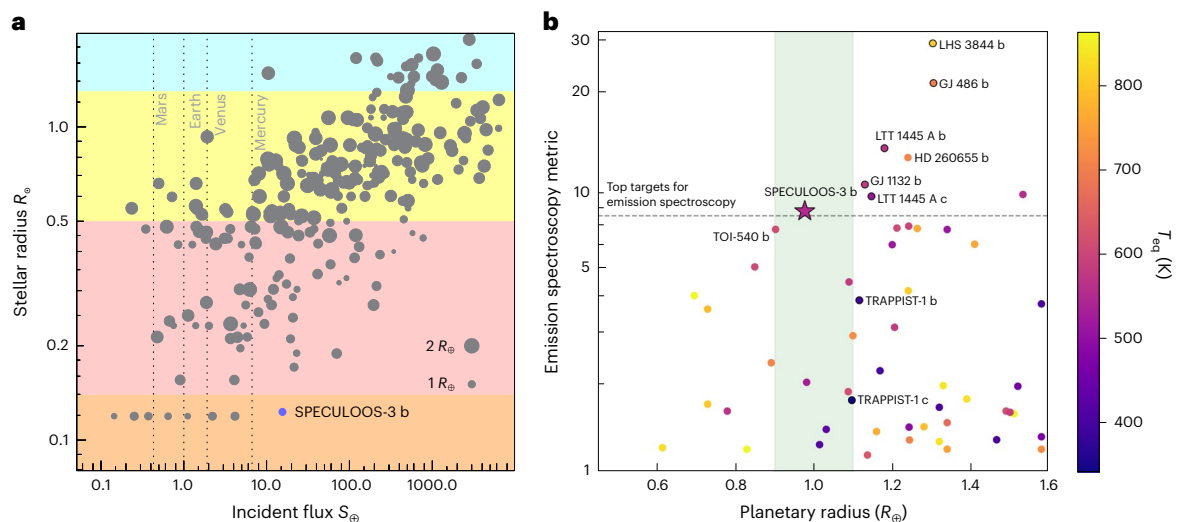 a
Stellar radius R⊙
1.0
0.5
0.2
0.1
Mars
Earth
Venus
Mercury
2 R⊕
1 R⊕
SPECULOOS-3 b
0.1
1.0
10.0
100.0
1000.0
Incident flux S⊕
b
Emission spectroscopy metric
30
20
10
5
1
LHS 3844 b
GJ 486 b
LTT 1445 A b
HD 260655 b
GJ 1132 b
SPECULOOS-3 b
LTT 1445 A c
Top targets for
emission spectroscopy
TOI-540 b
TRAPPIST-1 b
TRAPPIST-1 c
0.6
0.8
1.0
1.2
1.4
1.6
Planetary radius (R⊕)
800
700
600
500
400
Teq (K)